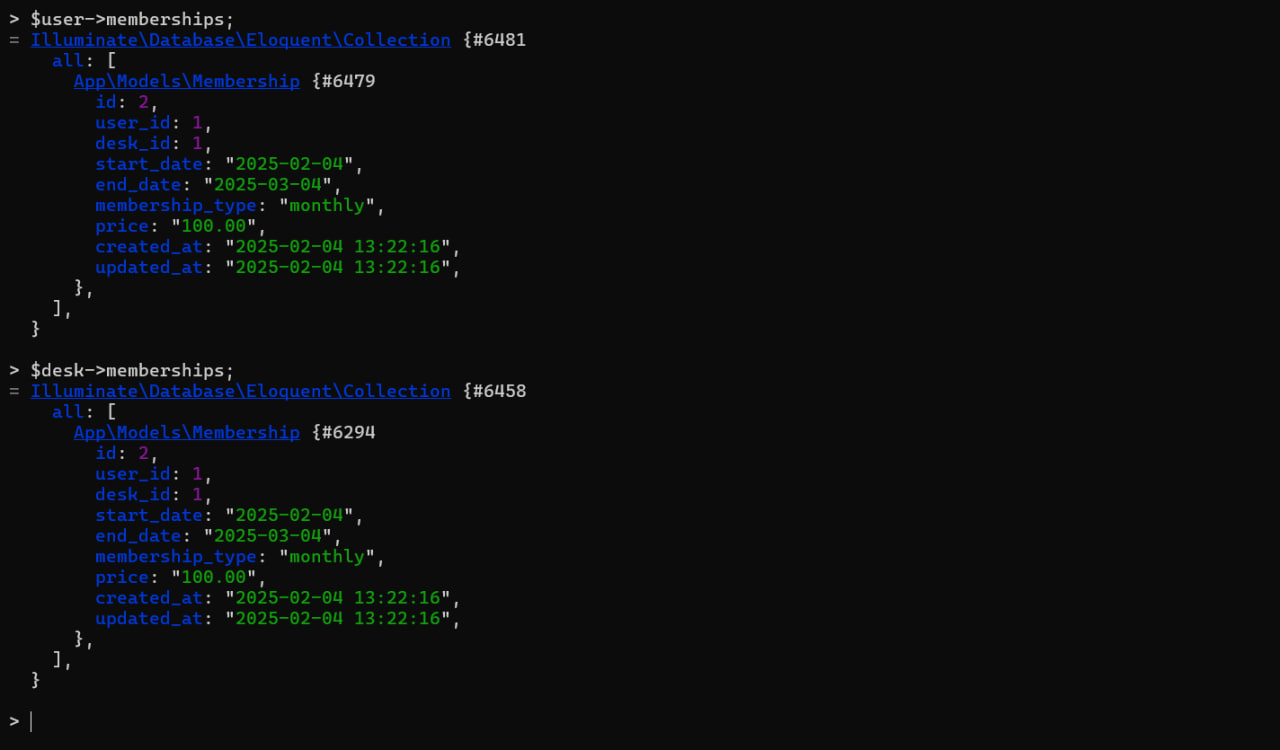 > $user->memberships;
= Illuminate\Database\Eloquent\Collection {#6481
    all: [
      App\Models\Membership {#6479
        id: 2,
        user_id: 1,
        desk_id: 1,
        start_date: "2025-02-04",
        end_date: "2025-03-04",
        membership_type: "monthly",
        price: "100.00",
        created_at: "2025-02-04 13:22:16",
        updated_at: "2025-02-04 13:22:16",
      },
    ],
  }
> $desk->memberships;
= Illuminate\Database\Eloquent\Collection {#6458
    all: [
      App\Models\Membership {#6294
        id: 2,
        user_id: 1,
        desk_id: 1,
        start_date: "2025-02-04",
        end_date: "2025-03-04",
        membership_type: "monthly",
        price: "100.00",
        created_at: "2025-02-04 13:22:16",
        updated_at: "2025-02-04 13:22:16",
      },
    ],
  }
>